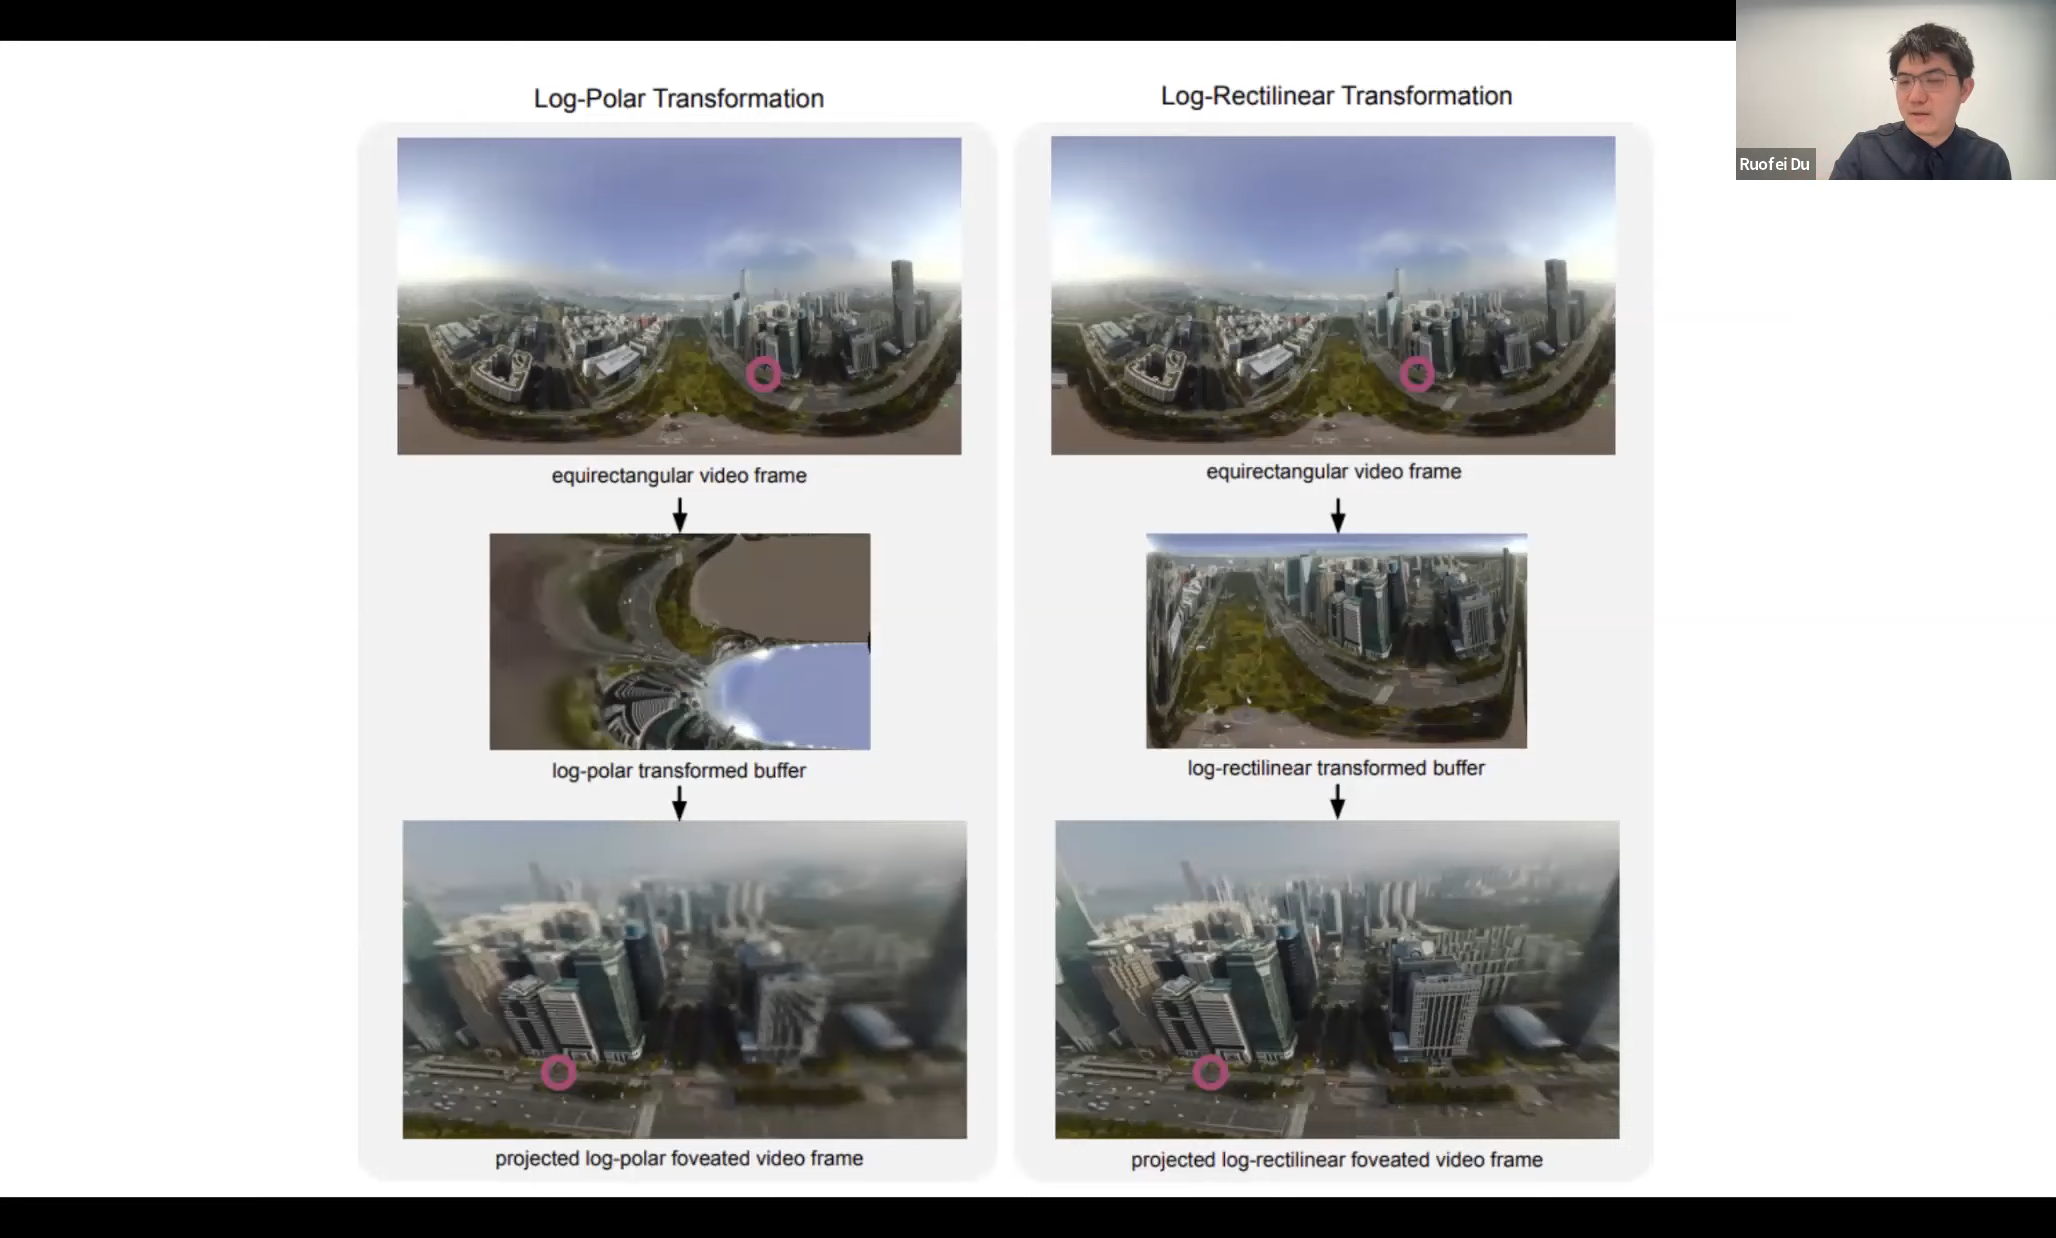 Log-Polar Transformation
equirectangular video frame
log-polar transformed buffer
projected log-polar foveated video frame
Log-Rectilinear Transformation
equirectangular video frame
log-rectilinear transformed buffer
projected log-rectilinear foveated video frame
Ruofei Du